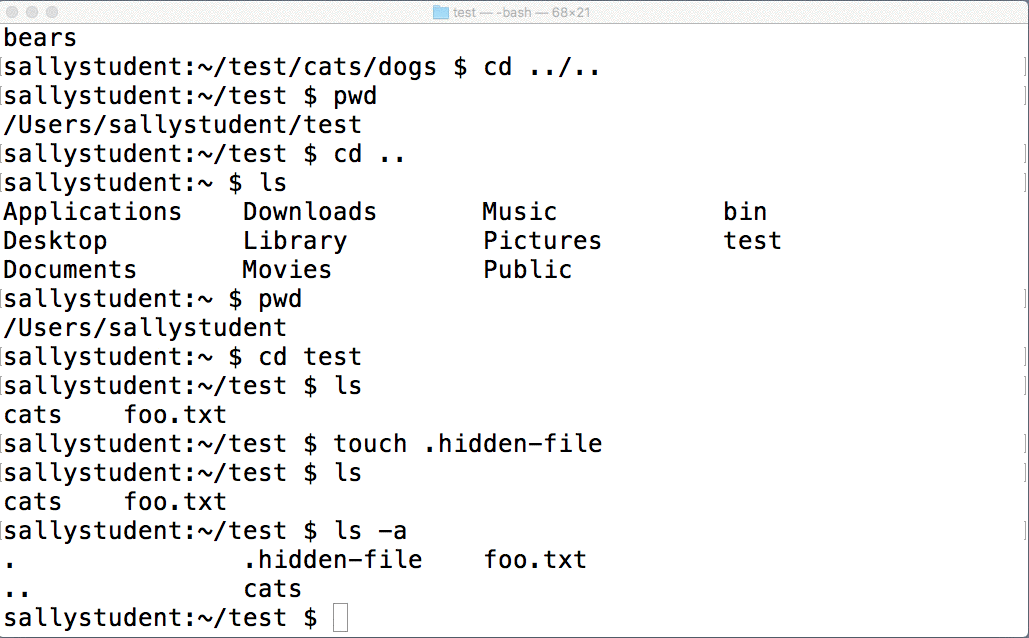 test — -bash — 68×21
bears
sallystudent:~/test/cats/dogs $ cd ../..
sallystudent:~/test $ pwd
/Users/sallystudent/test
sallystudent:~/test $ cd ..
sallystudent:~ $ ls
Applications    Downloads       Music           bin
Desktop         Library         Pictures        test
Documents       Movies          Public
sallystudent:~ $ pwd
/Users/sallystudent
sallystudent:~ $ cd test
sallystudent:~/test $ ls
cats    foo.txt
sallystudent:~/test $ touch .hidden-file
sallystudent:~/test $ ls
cats    foo.txt
sallystudent:~/test $ ls -a
.               .hidden-file    foo.txt
..              cats
sallystudent:~/test $